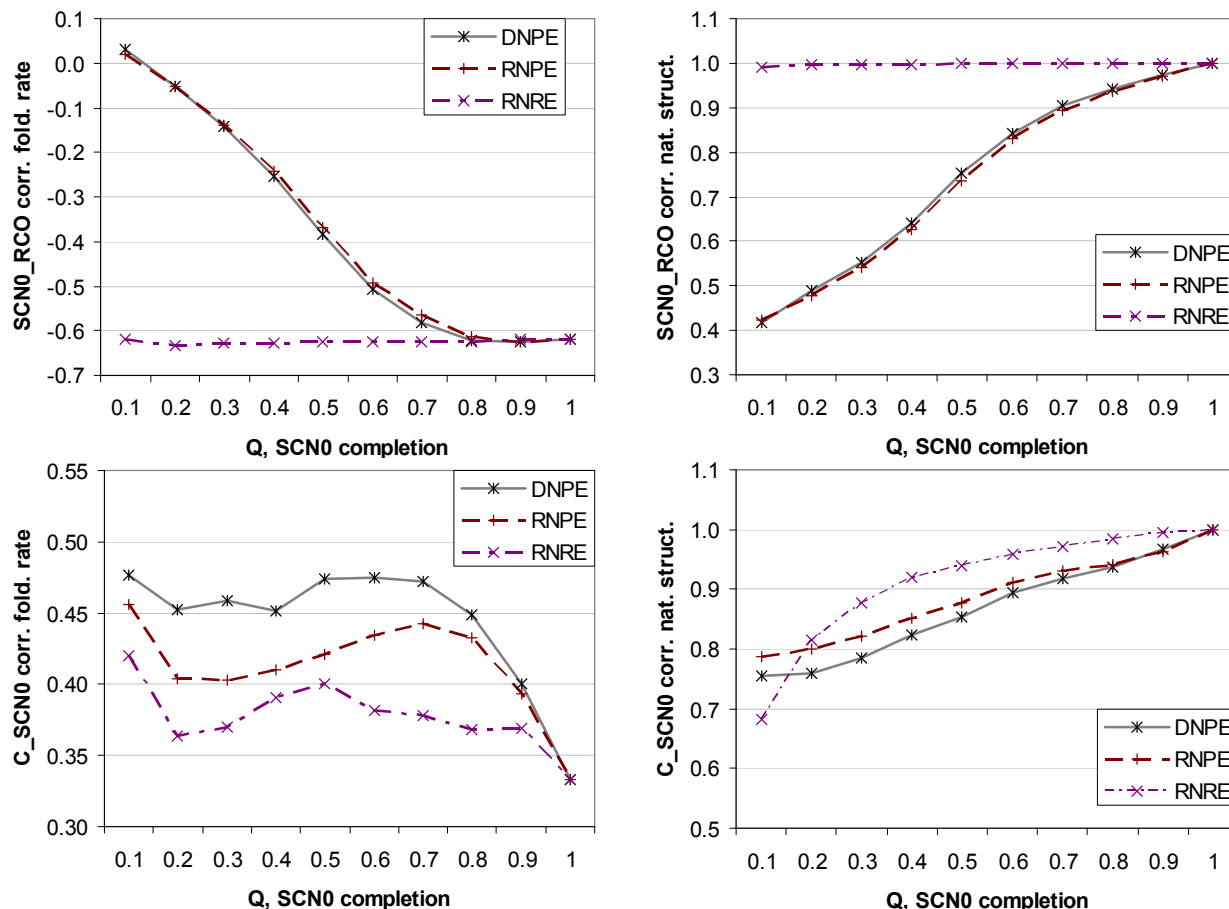 SCN0_RCO corr. fold. rate
0.1
0.0
-0.1
-0.2
-0.3
-0.4
-0.5
-0.6
-0.7
DNPE
RNPE
RNRE
0.1 0.2 0.3 0.4 0.5 0.6 0.7 0.8 0.9 1
Q, SCN0 completion
SCN0_RCO corr. nat. struct.
1.1
1.0
0.9
0.8
0.7
0.6
0.5
0.4
0.3
DNPE
RNPE
RNRE
0.1 0.2 0.3 0.4 0.5 0.6 0.7 0.8 0.9 1
Q, SCN0 completion
C_SCN0 corr. fold. rate
0.55
0.50
0.45
0.40
0.35
0.30
DNPE
RNPE
RNRE
0.1 0.2 0.3 0.4 0.5 0.6 0.7 0.8 0.9 1
Q, SCN0 completion
C_SCN0 corr. nat. struct.
1.1
1.0
0.9
0.8
0.7
0.6
0.5
DNPE
RNPE
RNRE
0.1 0.2 0.3 0.4 0.5 0.6 0.7 0.8 0.9 1
Q, SCN0 completion